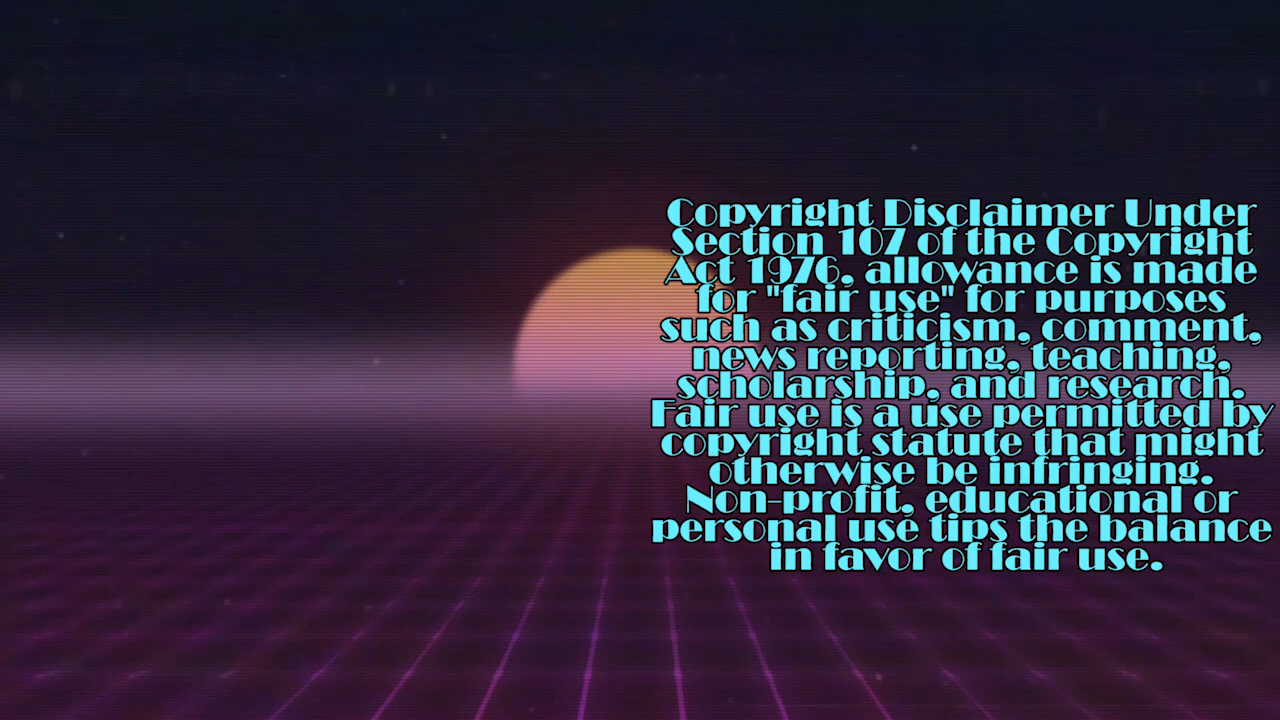 Copyright Disclaimer Under
Section 107 of the Copyright
Act 1976, allowance is made
for "fair use" for purposes
such as criticism, comment,
news reporting, teaching,
scholarship, and research.
Fair use is a use permitted by
copyright statute that might
otherwise be infringing.
Non-profit, educational or
personal use tips the balance
in favor of fair use.